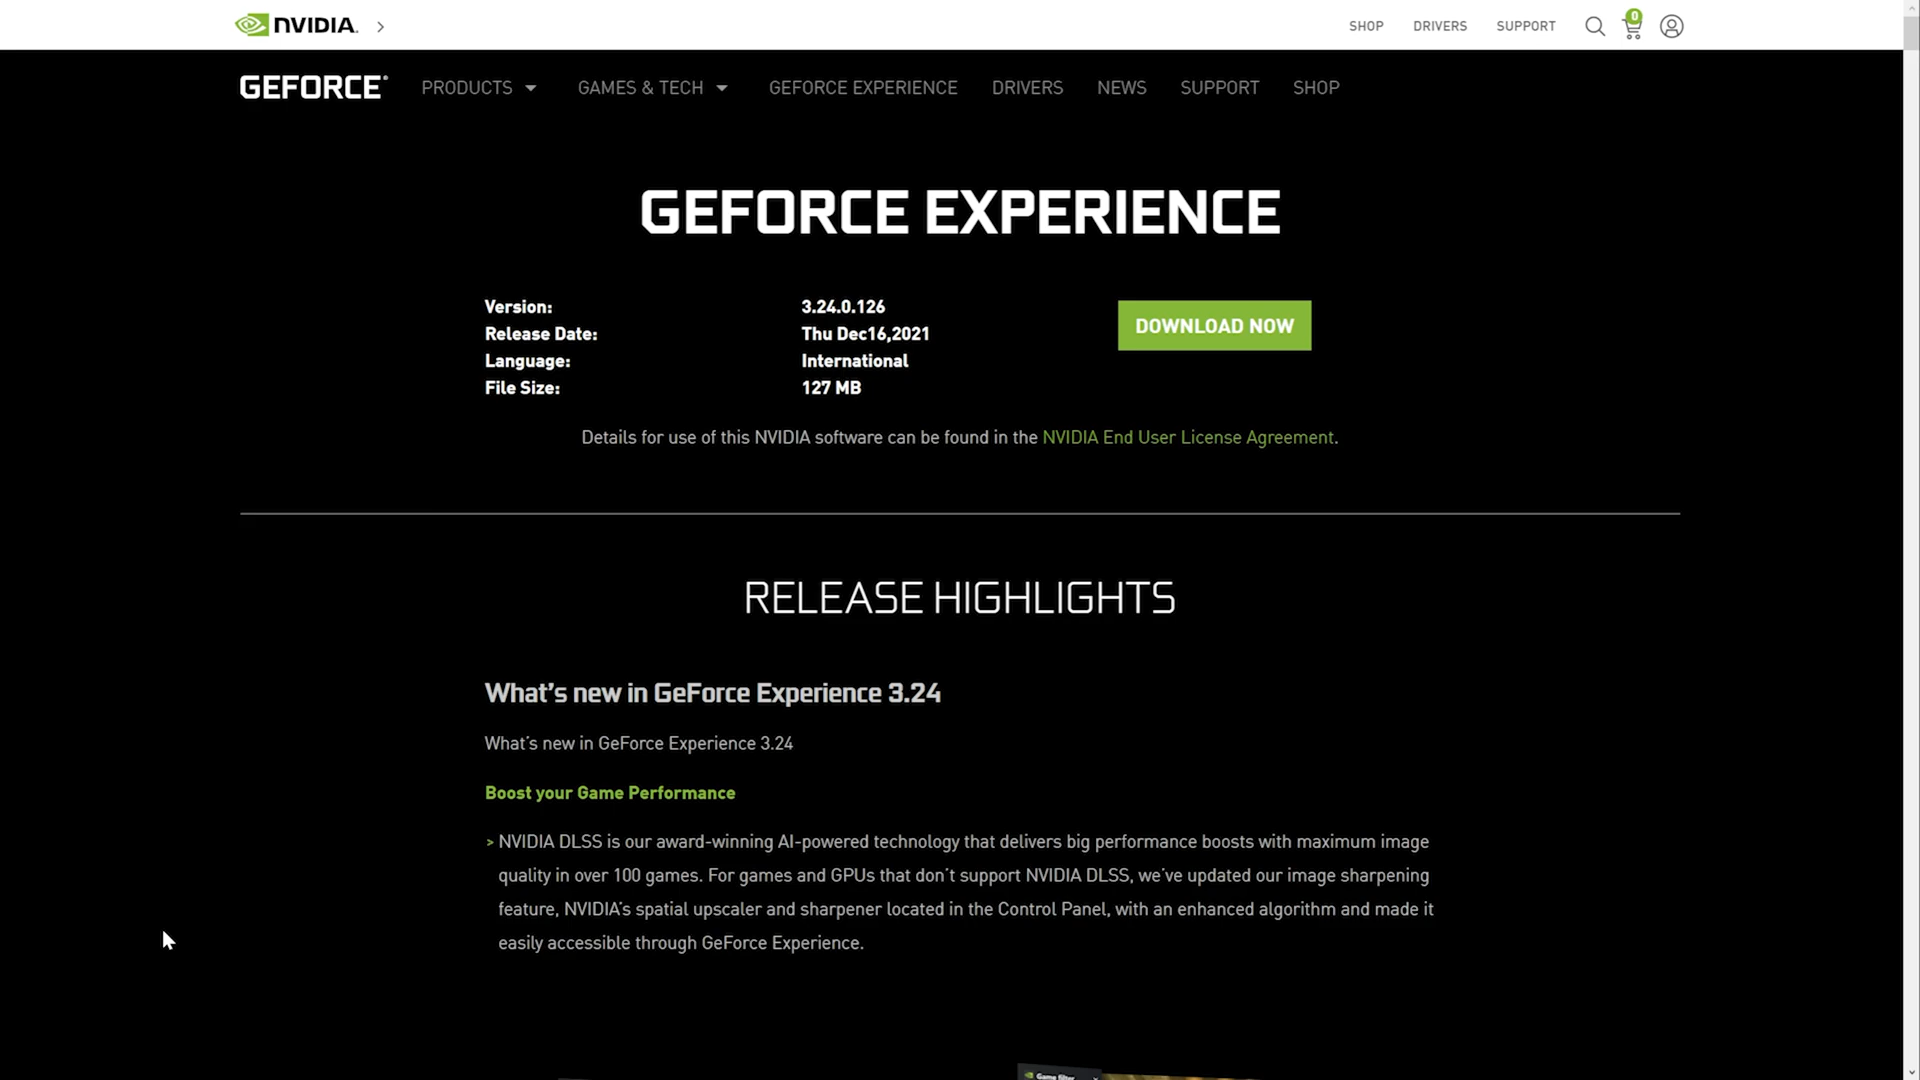 NVIDIA.
SHOP DRIVERS SUPPORT 0
GEFORCE® PRODUCTS GAMES & TECH GEFORCE EXPERIENCE DRIVERS NEWS SUPPORT SHOP
GEFORCE EXPERIENCE
Version: 3.24.0.126
Release Date: Thu Dec16,2021
Language: International
File Size: 127 MB
DOWNLOAD NOW
Details for use of this NVIDIA software can be found in the NVIDIA End User License Agreement.
RELEASE HIGHLIGHTS
What's new in GeForce Experience 3.24
What's new in GeForce Experience 3.24
Boost your Game Performance
> NVIDIA DLSS is our award-winning AI-powered technology that delivers big performance boosts with maximum image
quality in over 100 games. For games and GPUs that don't support NVIDIA DLSS, we've updated our image sharpening
feature, NVIDIA's spatial upscaler and sharpener located in the Control Panel, with an enhanced algorithm and made it
easily accessible through GeForce Experience.
Game filter